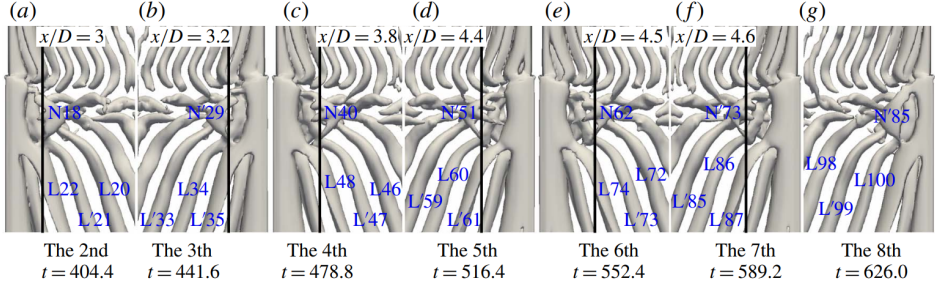 (a) (b) (c) (d) (e) (f) (g)
x/D = 3 x/D = 3.2 x/D = 3.8 x/D = 4.4 x/D = 4.5 x/D = 4.6
N18 N′29 N40 N′51 N62 N′73 N′85
L22 L20 L34 L48 L46 L60 L′59 L74 L72 L86 L′85 L98 L100
L′21 L′33 L′35 L′47 L′61 L′73 L87 L′99
The 2nd The 3th The 4th The 5th The 6th The 7th The 8th
t = 404.4 t = 441.6 t = 478.8 t = 516.4 t = 552.4 t = 589.2 t = 626.0